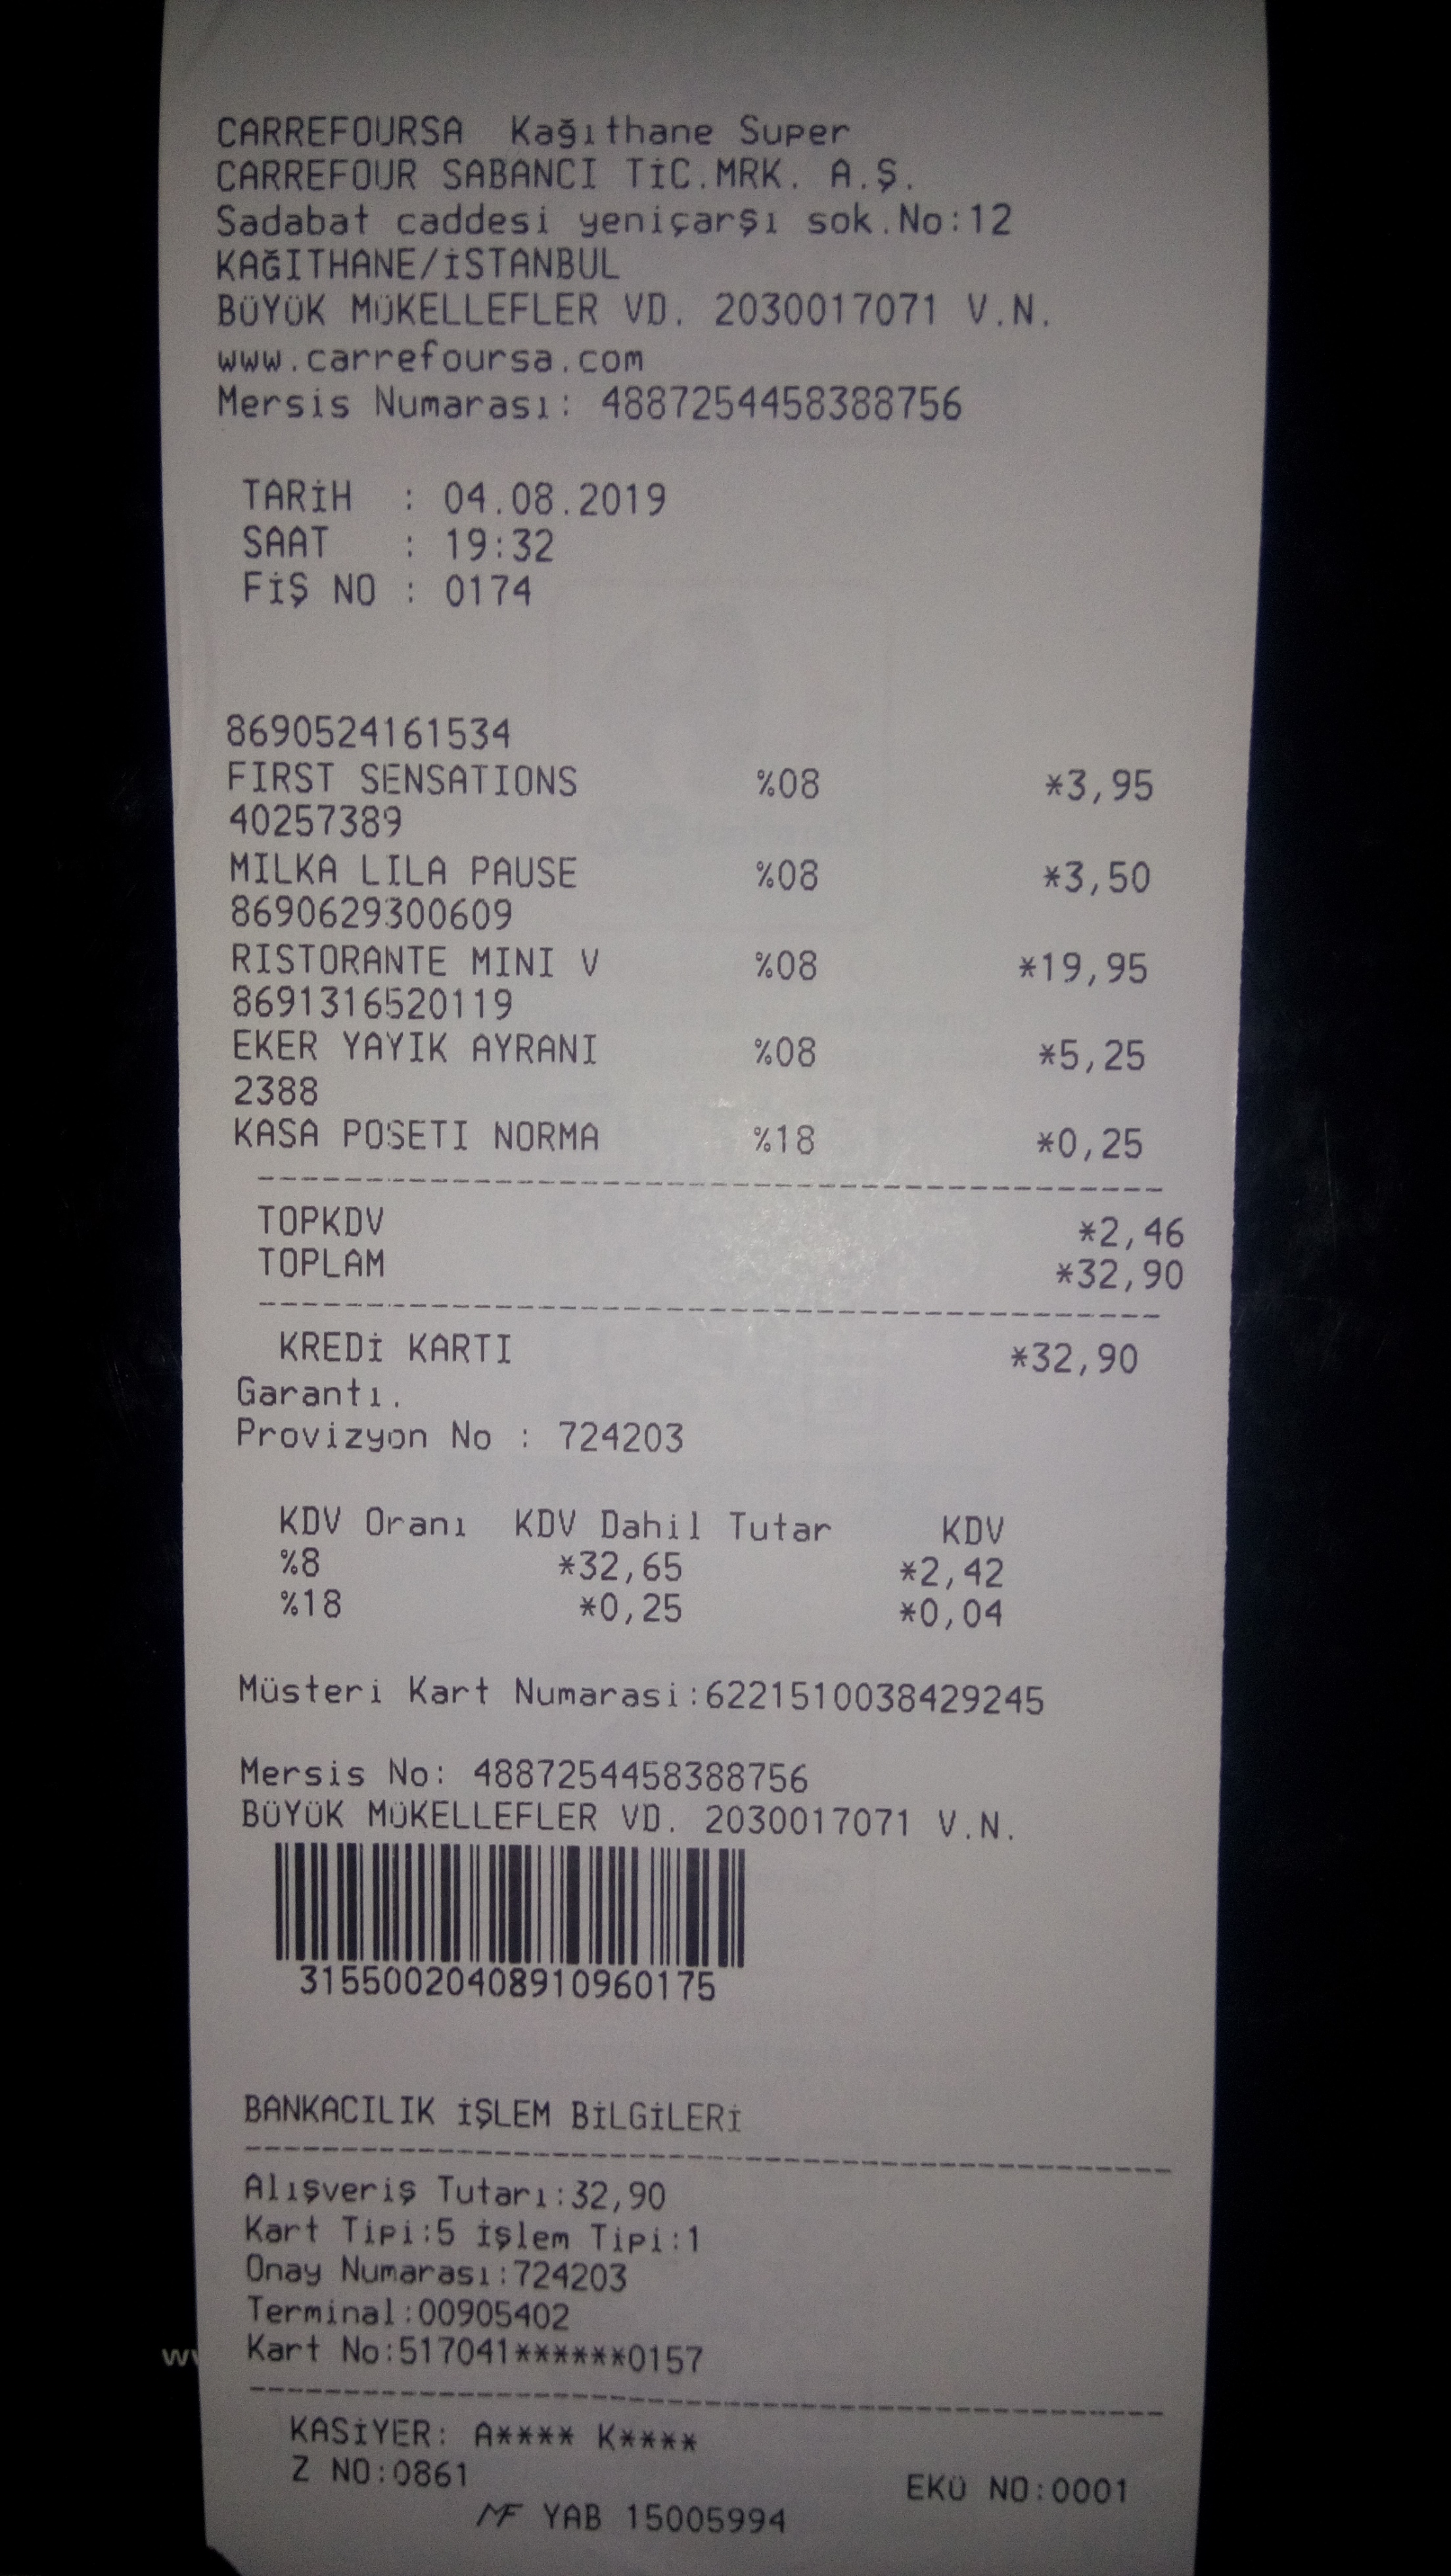 CARREFOURSA Kağıthane Super
CARREFOUR SABANCI TİC.MRK. A.Ş.
Sadabat caddesi yeniçarşı sok.No:12
KAĞITHANE/İSTANBUL
BÜYÜK MÜKELLEFLER VD. 2030017071 V.N.
www.carrefoursa.com
Mersis Numarası: 4887254458388756
TARİH : 04.08.2019
SAAT : 19:32
FİŞ NO : 0174
8690524161534
FIRST SENSATIONS %08 *3,95
40257389
MILKA LILA PAUSE %08 *3,50
8690629300609
RISTORANTE MINI V %08 *19,95
8691316520119
EKER YAYIK AYRANI %08 *5,25
2388
KASA POSETI NORMA %18 *0,25
TOPKDV *2,46
TOPLAM *32,90
KREDİ KARTI *32,90
Garantı.
Provizyon No : 724203
KDV Oranı KDV Dahil Tutar KDV
%8 *32,65 *2,42
%18 *0,25 *0,04
Müsteri Kart Numarasi:6221510038429245
Mersis No: 4887254458388756
BÜYÜK MÜKELLEFLER VD. 2030017071 V.N.
31550020408910960175
BANKACILIK İŞLEM BİLGİLERİ
Alışveriş Tutarı:32,90
Kart Tipi:5 İşlem Tipi:1
Onay Numarası:724203
Terminal:00905402
Kart No:517041******0157
KASİYER: A**** K****
Z NO:0861 EKÜ NO:0001
MF YAB 15005994